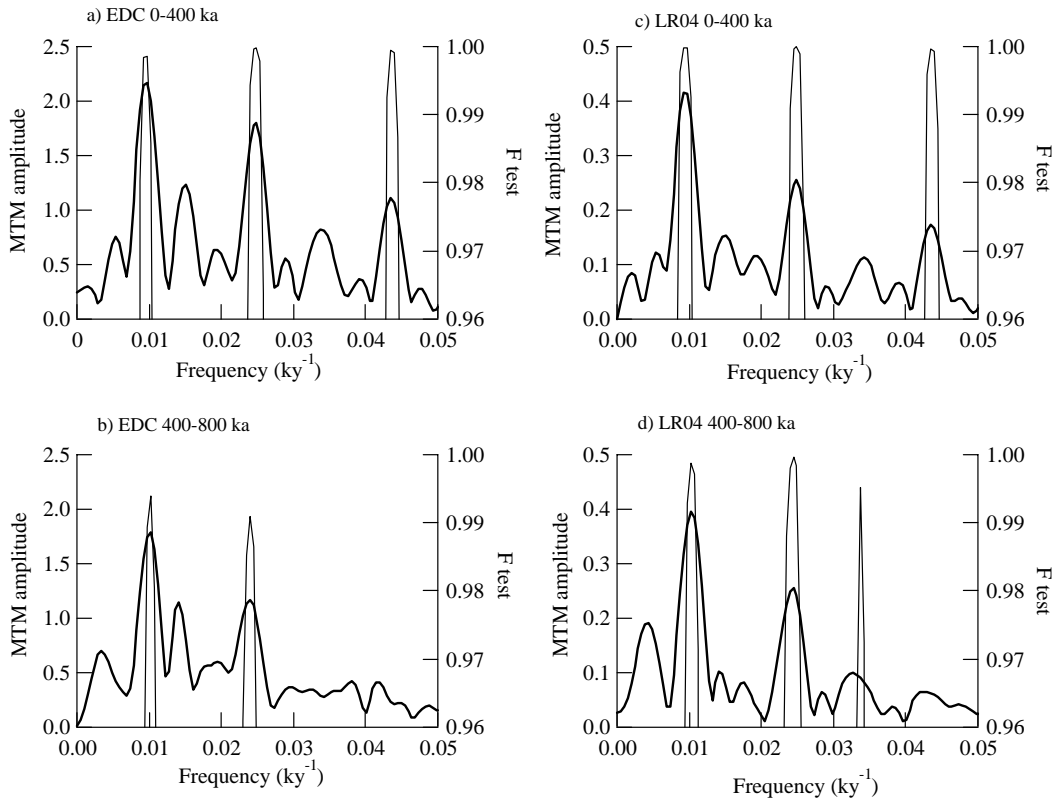 a) EDC 0-400 ka
2.5
2.0
1.5
1.0
0.5
0.0
MTM amplitude
1.00
0.99
0.98
0.97
0.96
F test
0 0.01 0.02 0.03 0.04 0.05
Frequency (ky⁻¹)
c) LR04 0-400 ka
0.5
0.4
0.3
0.2
0.1
0.0
MTM amplitude
1.00
0.99
0.98
0.97
0.96
F test
0.00 0.01 0.02 0.03 0.04 0.05
Frequency (ky⁻¹)
b) EDC 400-800 ka
2.5
2.0
1.5
1.0
0.5
0.0
MTM amplitude
1.00
0.99
0.98
0.97
0.96
F test
0.00 0.01 0.02 0.03 0.04 0.05
Frequency (ky⁻¹)
d) LR04 400-800 ka
0.5
0.4
0.3
0.2
0.1
0.0
MTM amplitude
1.00
0.99
0.98
0.97
0.96
F test
0.00 0.01 0.02 0.03 0.04 0.05
Frequency (ky⁻¹)